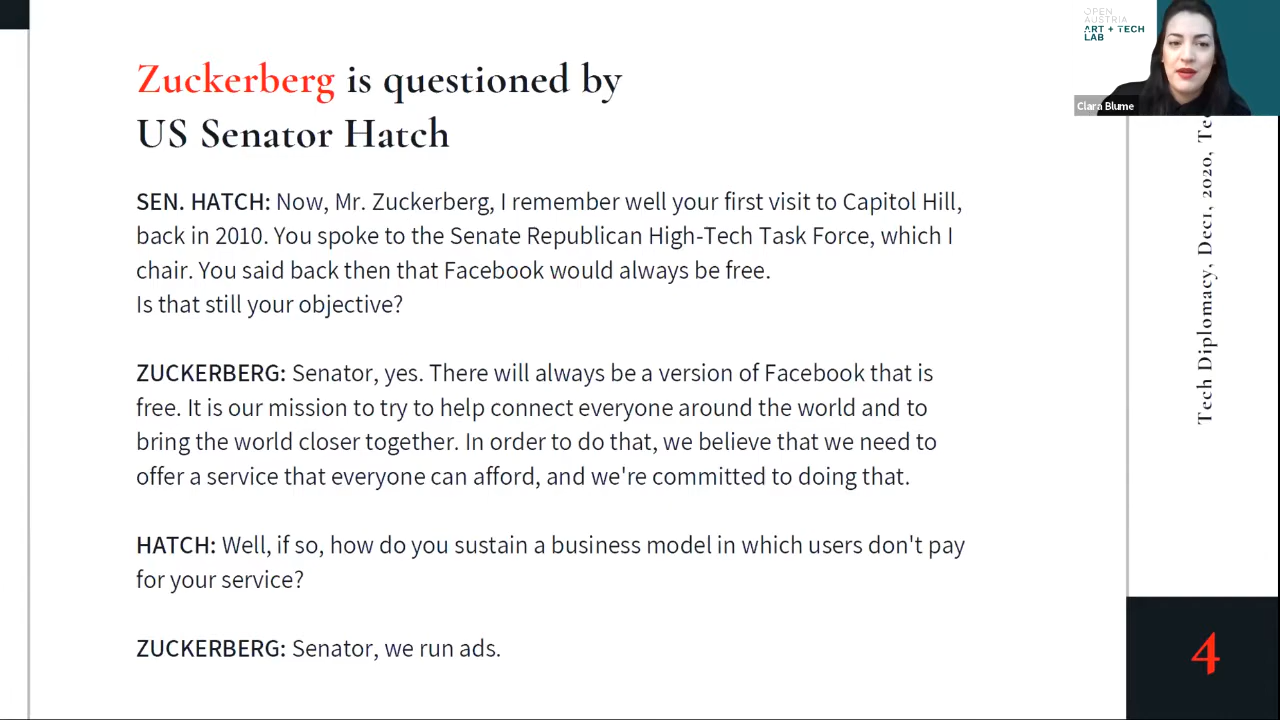 Zuckerberg is questioned by
US Senator Hatch
SEN. HATCH: Now, Mr. Zuckerberg, I remember well your first visit to Capitol Hill,
back in 2010. You spoke to the Senate Republican High-Tech Task Force, which I
chair. You said back then that Facebook would always be free.
Is that still your objective?
ZUCKERBERG: Senator, yes. There will always be a version of Facebook that is
free. It is our mission to try to help connect everyone around the world and to
bring the world closer together. In order to do that, we believe that we need to
offer a service that everyone can afford, and we're committed to doing that.
HATCH: Well, if so, how do you sustain a business model in which users don't pay
for your service?
ZUCKERBERG: Senator, we run ads.
OPEN
AUSTRIA
ART + TECH
LAB
Clara Blume
Tech Diplomacy, Dec1, 2020,
4